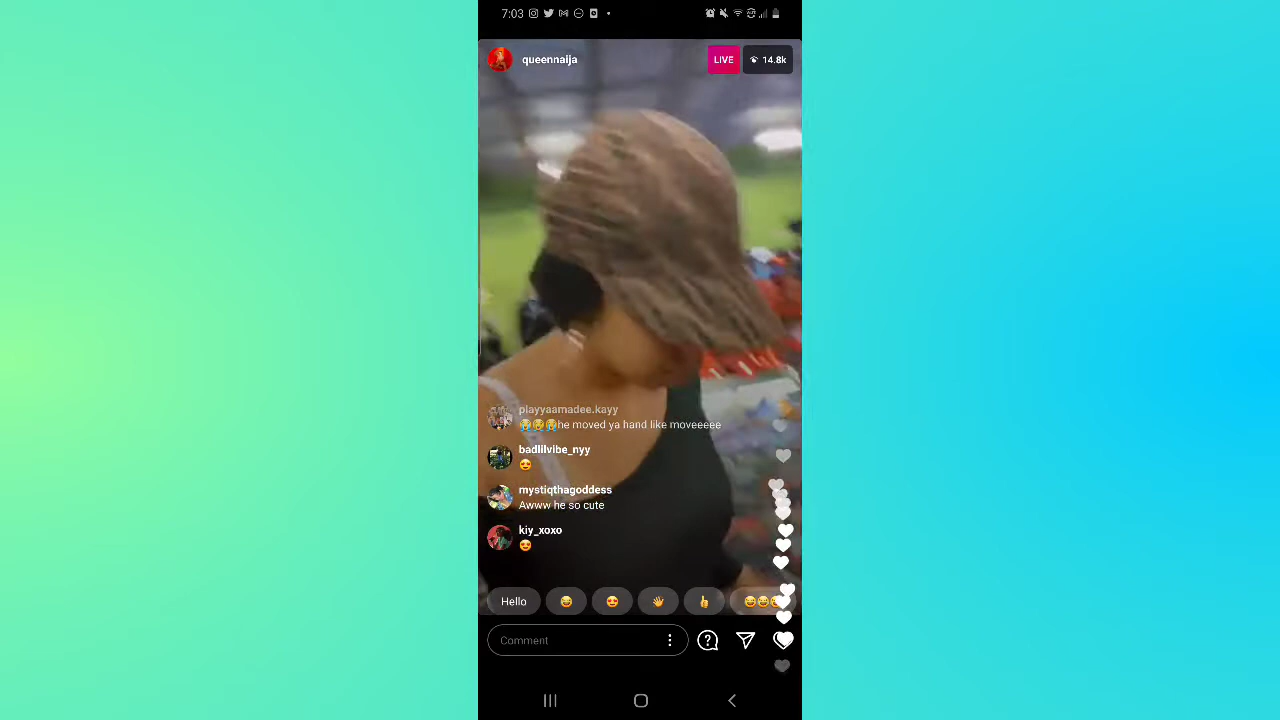 7:03
queennaija
LIVE 14.8k
playyaamadee.kayy
😭😭😭he moved ya hand like moveeeee
badlilvibe_nyy
😍
mystiqthagoddess
Awww he so cute
kiy_xoxo
😍
Hello 😂 😍 👋 👍 😂😂😂
Comment